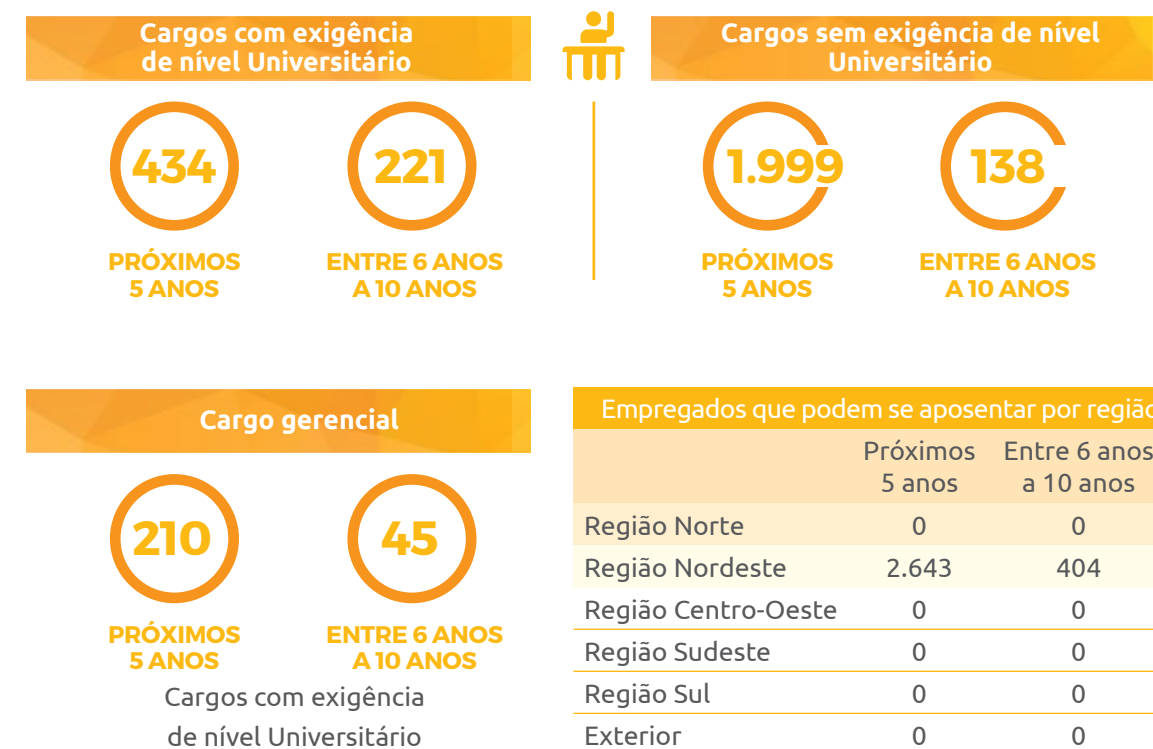 Cargos com exigência
de nível Universitário
434
221
PRÓXIMOS
5 ANOS
ENTRE 6 ANOS
A 10 ANOS
Cargos sem exigência de nível
Universitário
1.999
138
PRÓXIMOS
5 ANOS
ENTRE 6 ANOS
A 10 ANOS
Cargo gerencial
210
45
PRÓXIMOS
5 ANOS
ENTRE 6 ANOS
A 10 ANOS
Cargos com exigência
de nível Universitário
Empregados que podem se aposentar por região
Próximos Entre 6 anos
5 anos a 10 anos
Região Norte 0 0
Região Nordeste 2.643 404
Região Centro-Oeste 0 0
Região Sudeste 0 0
Região Sul 0 0
Exterior 0 0